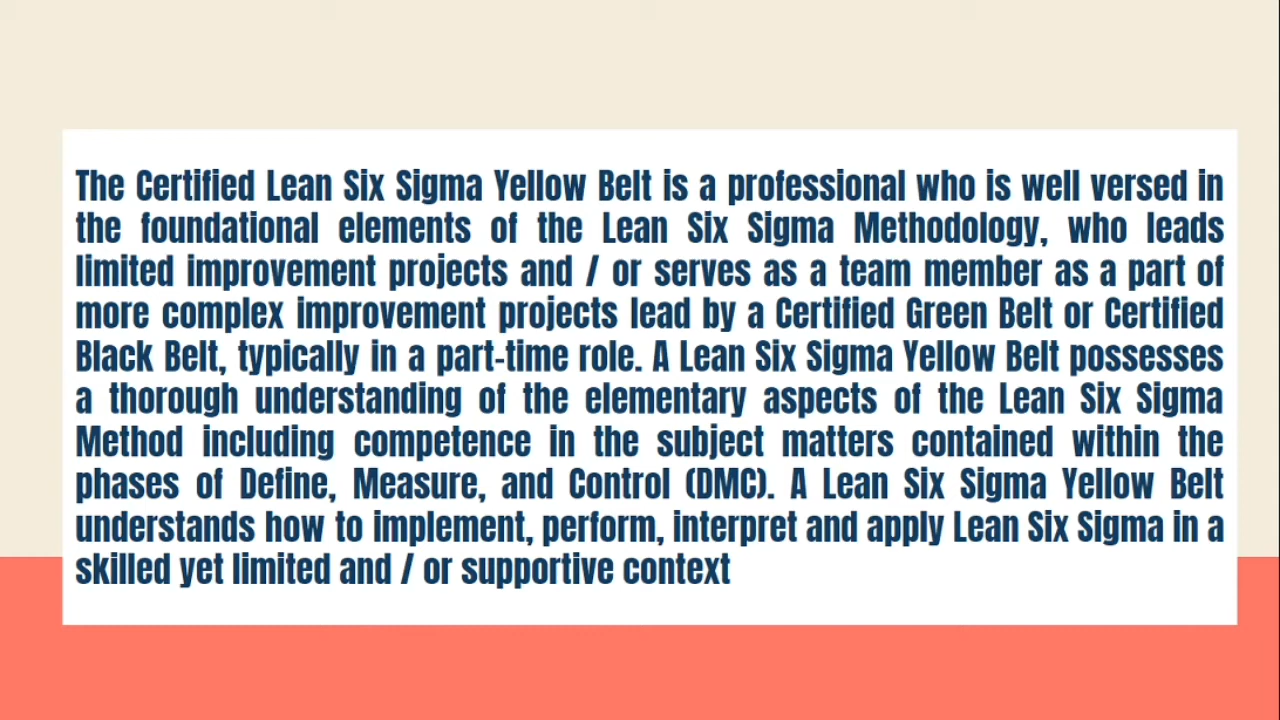 The Certified Lean Six Sigma Yellow Belt is a professional who is well versed in
the foundational elements of the Lean Six Sigma Methodology, who leads
limited improvement projects and / or serves as a team member as a part of
more complex improvement projects lead by a Certified Green Belt or Certified
Black Belt, typically in a part-time role. A Lean Six Sigma Yellow Belt possesses
a thorough understanding of the elementary aspects of the Lean Six Sigma
Method including competence in the subject matters contained within the
phases of Define, Measure, and Control (DMC). A Lean Six Sigma Yellow Belt
understands how to implement, perform, interpret and apply Lean Six Sigma in a
skilled yet limited and / or supportive context